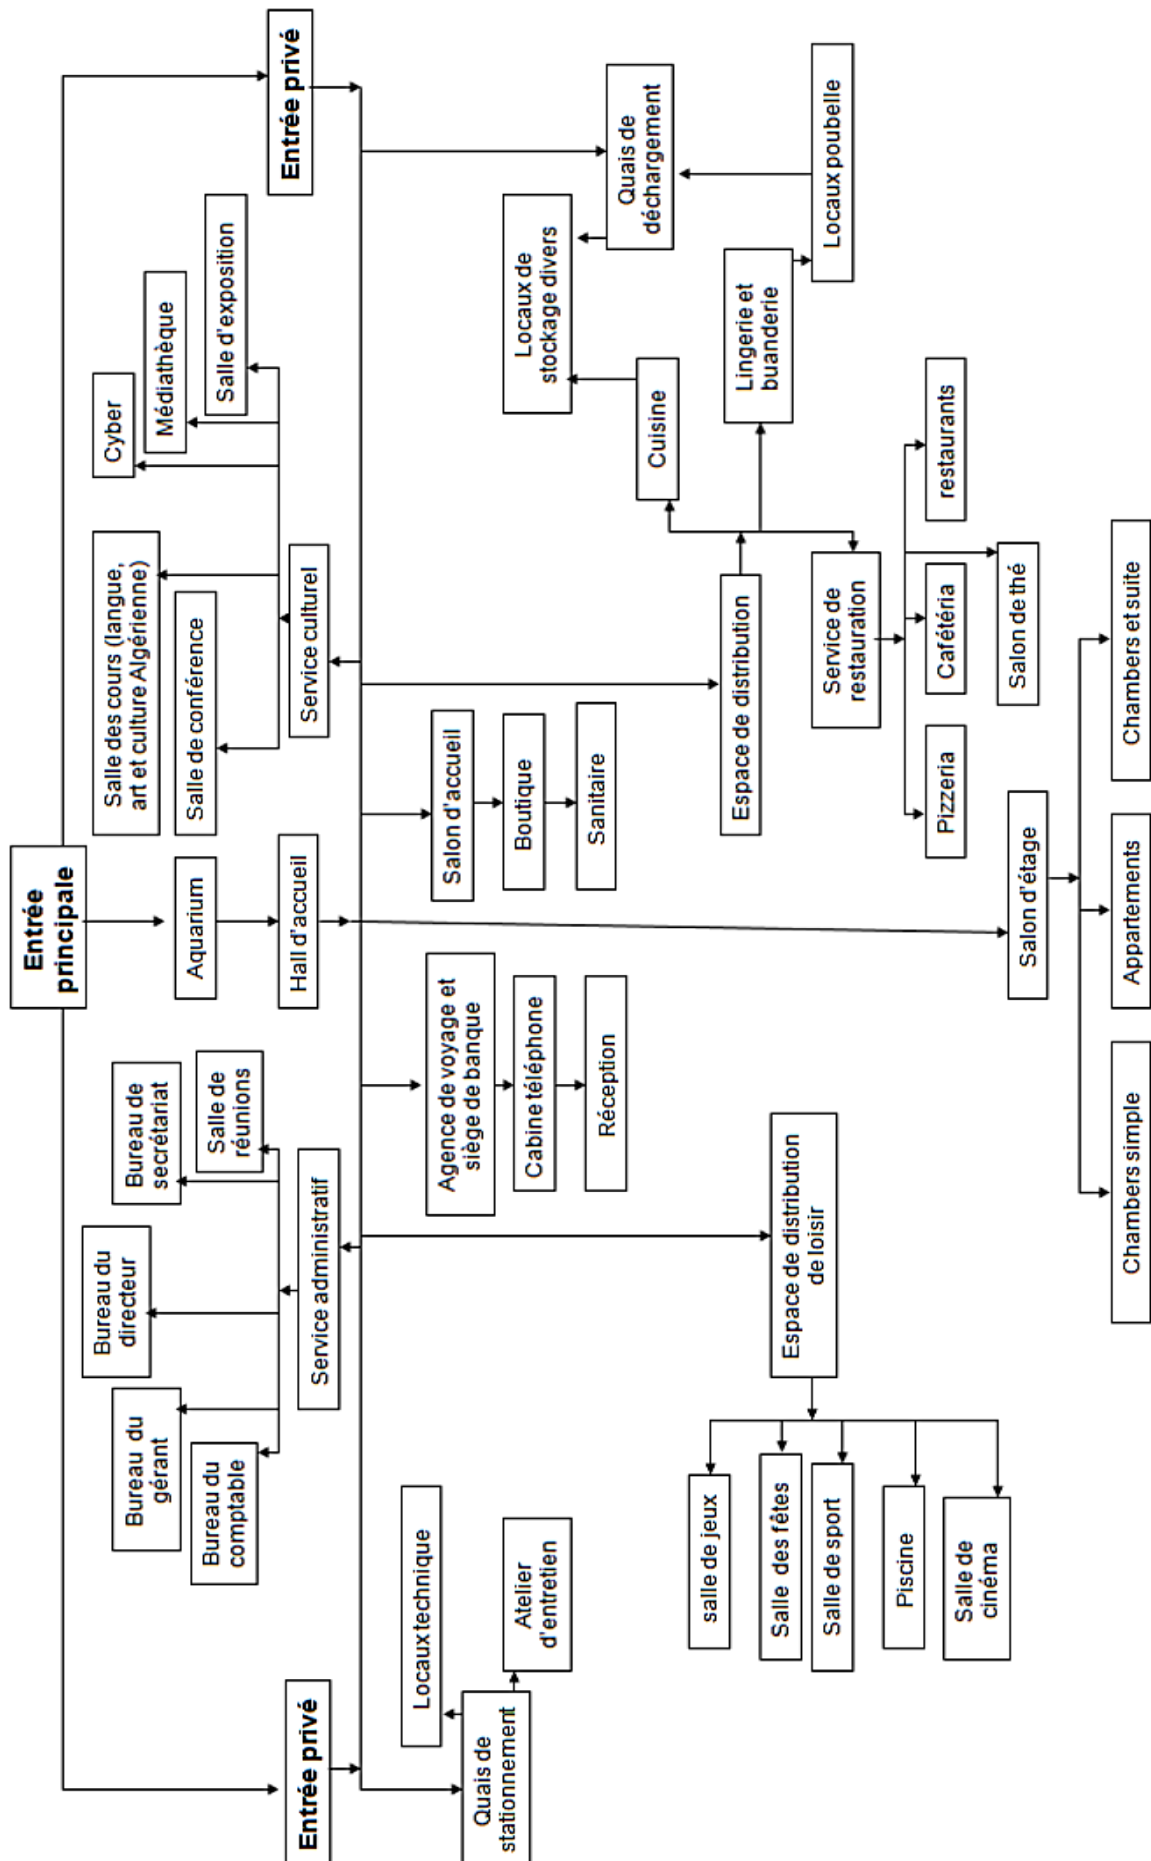 Entrée
principale
Entrée privé
Entrée privé
Bureau du
gérant
Bureau du
comptable
Bureau du
directeur
Bureau de
secrétariat
Salle de
réunions
Service administratif
Aquarium
Hall d'accueil
Salle des cours (langue,
art et culture Algérienne)
Salle de conférence
Cyber
Médiathèque
Salle d'exposition
Service culturel
Locaux technique
Quais de
stationnement
Atelier
d'entretien
Agence de voyage et
siège de banque
Cabine téléphone
Réception
Salon d'accueil
Boutique
Sanitaire
Locaux de
stockage divers
Quais de
déchargement
Cuisine
Lingerie et
buanderie
Locaux poubelle
Espace de distribution
Service de
restauration
Pizzeria
Cafétéria
restaurants
Salon de thé
Espace de distribution
de loisir
salle de jeux
Salle des fêtes
Salle de sport
Piscine
Salle de
cinéma
Salon d'étage
Chambers simple
Appartements
Chambers et suite